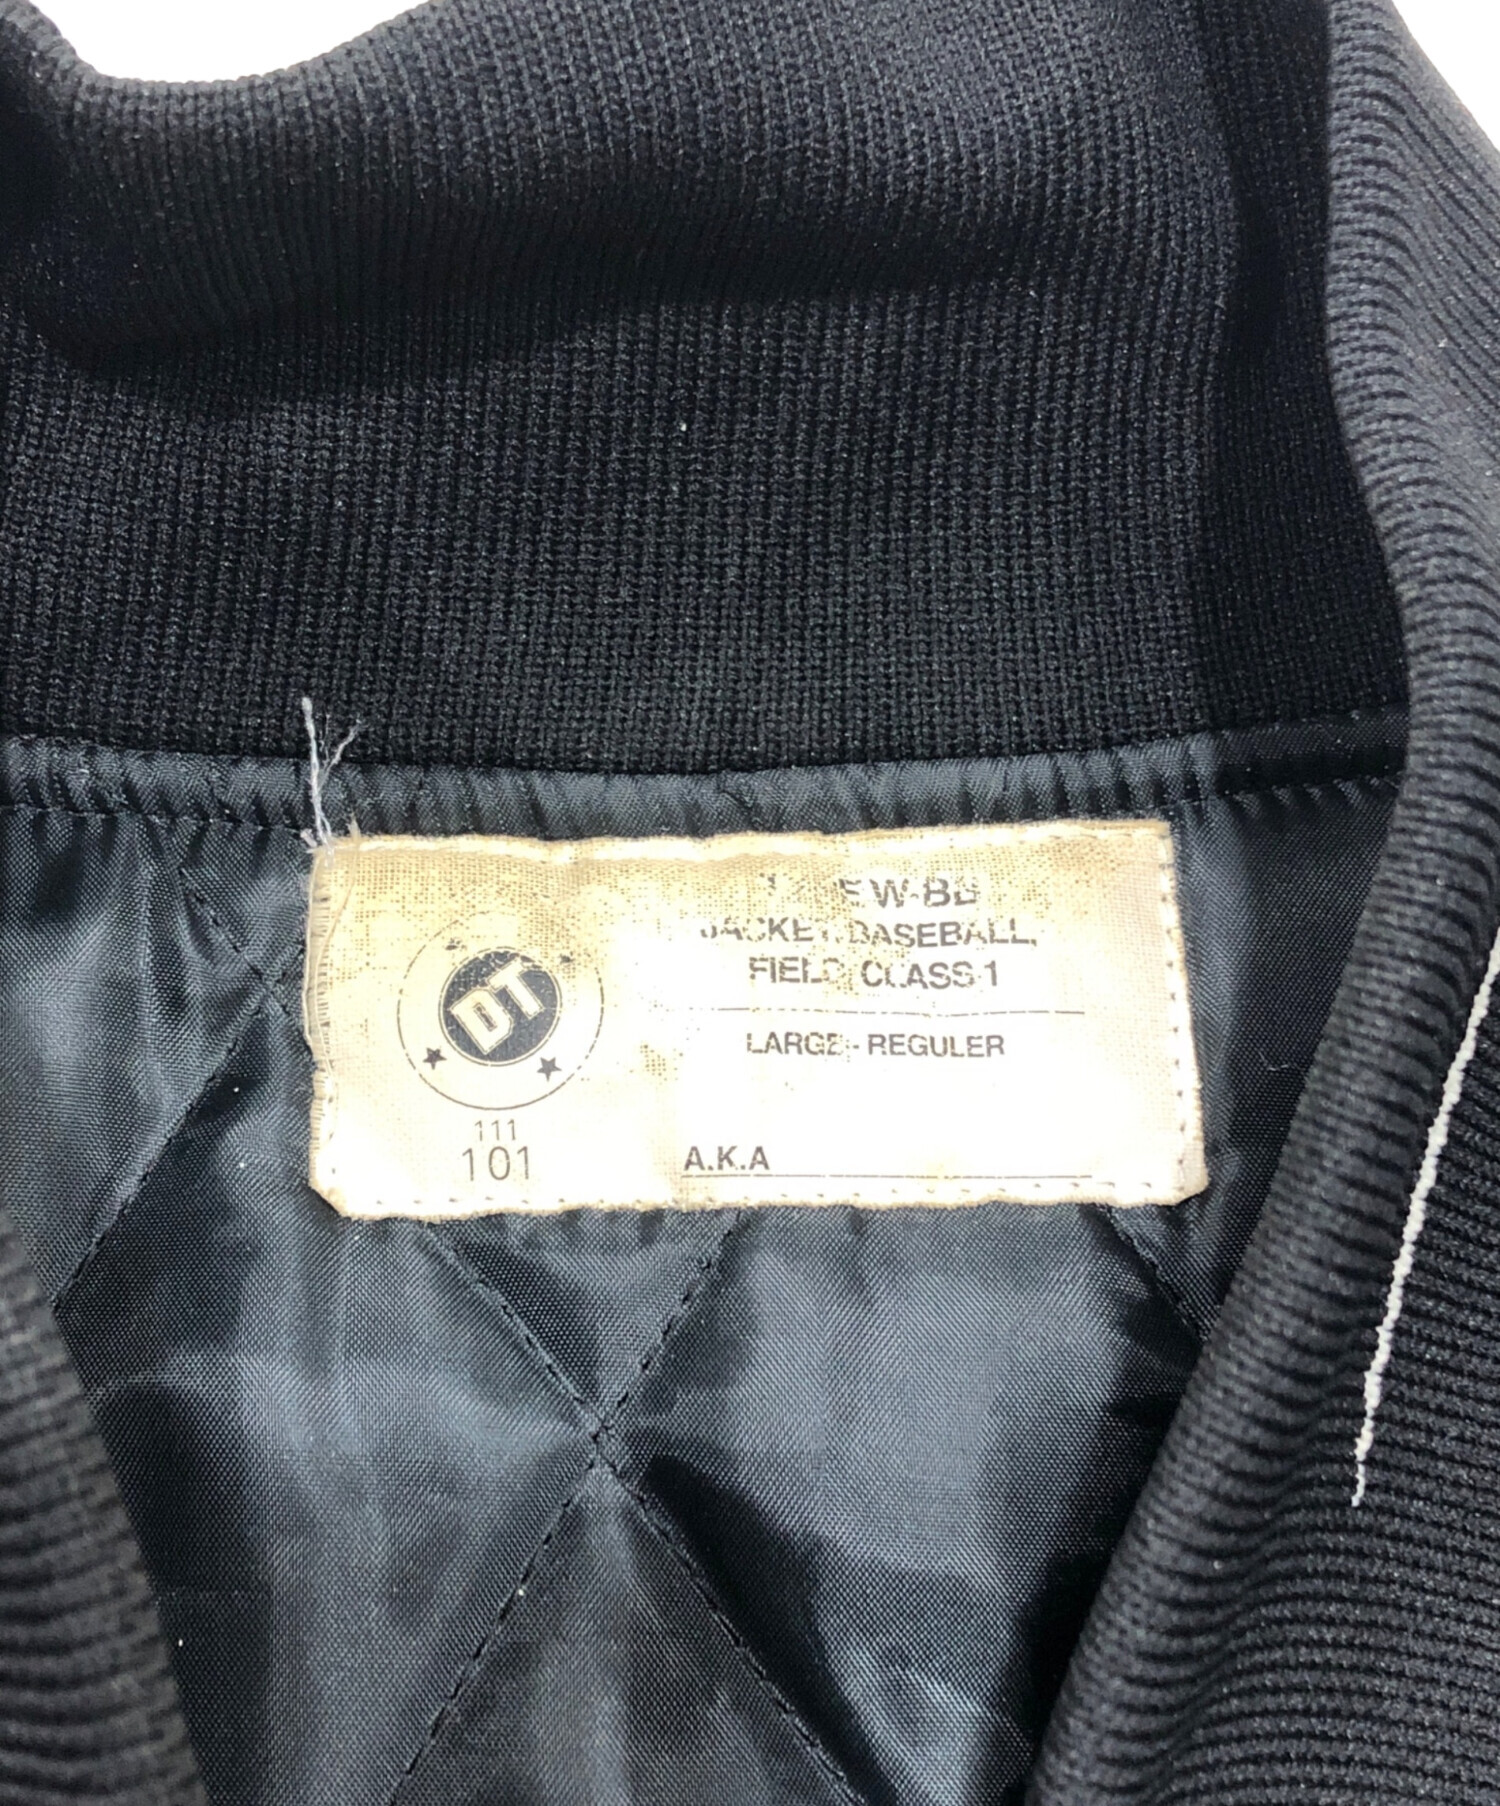 DT
111
101
W-BB
JACKET, BASEBALL,
FIELD, CLASS-1
LARGE - REGULER
A.K.A